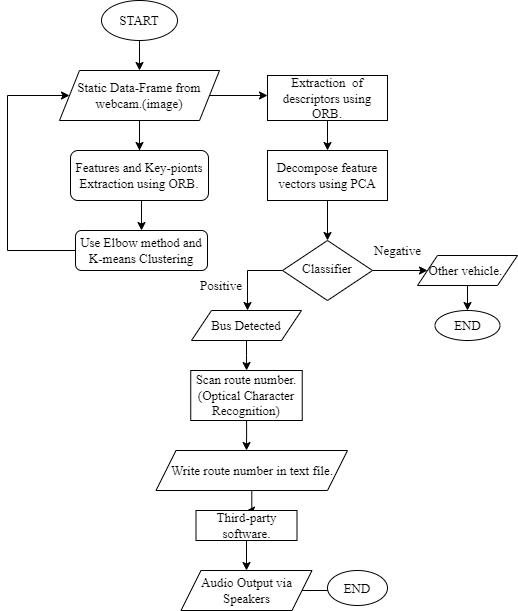 START
Static Data-Frame from
webcam.(image)
Extraction of
descriptors using
ORB.
Features and Key-pionts
Extraction using ORB.
Decompose feature
vectors using PCA
Use Elbow method and
K-means Clustering
Classifier
Negative
Other vehicle.
Positive
Bus Detected
END
Scan route number.
(Optical Character
Recognition)
Write route number in text file.
Third-party
software.
Audio Output via
Speakers
END